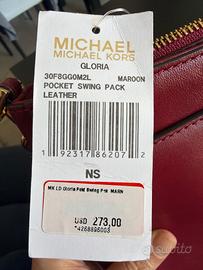 MICHAEL
MICHAEL KORS
GLORIA
30F8GG0M2L MAROON
POCKET SWING PACK
LEATHER
1 92317 86207 2
NS
MK LD Gloria Pckt Swing Pck MARN
USD 273,00
*4268896003
subito